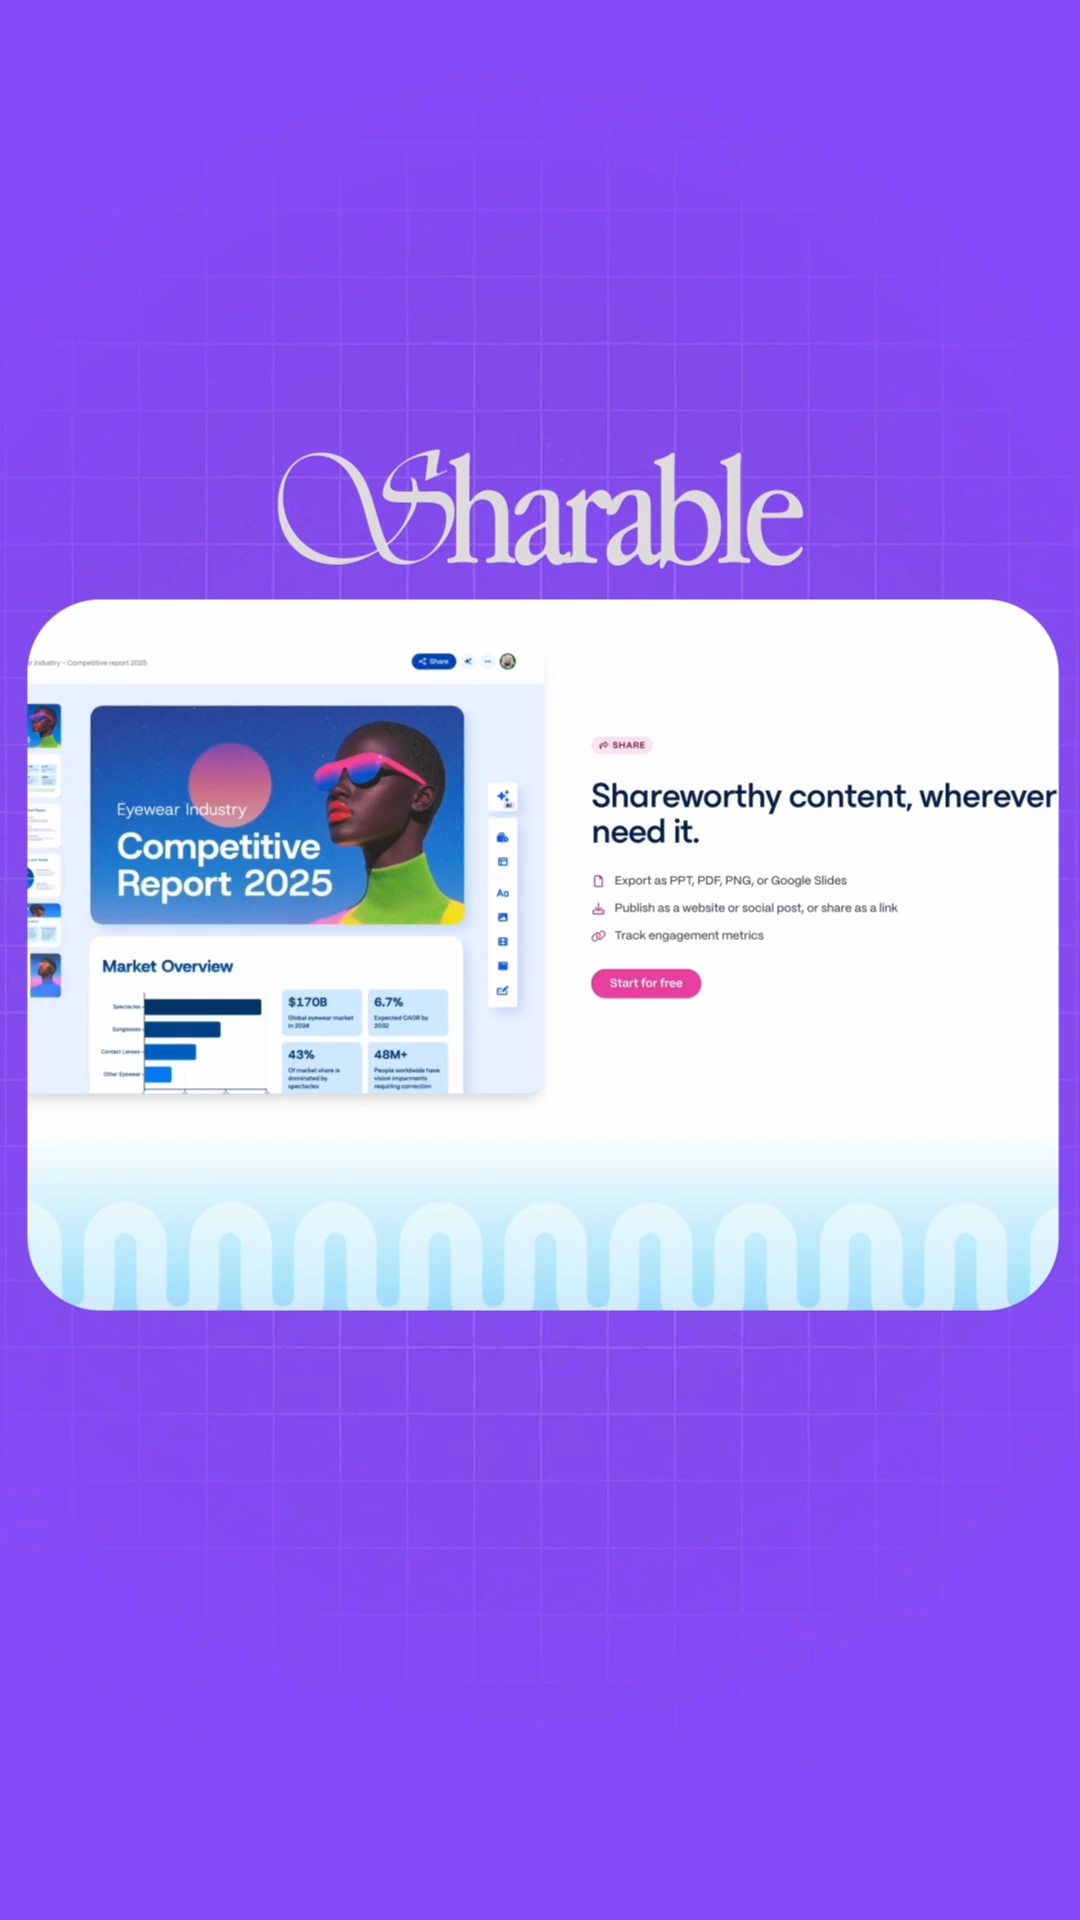 Sharable
r industry – Competitive report 2025
Share
Eyewear Industry
Competitive
Report 2025
AI
Aa
Market Overview
Spectacles
Sunglasses
Contact Lenses
Other Eyewear
$170B
Global eyewear market
in 2024
6.7%
Expected CAGR by
2032
43%
Of market share is
dominated by
spectacles
48M+
People worldwide have
vision impairments
requiring correction
SHARE
Shareworthy content, wherever
need it.
Export as PPT, PDF, PNG, or Google Slides
Publish as a website or social post, or share as a link
Track engagement metrics
Start for free